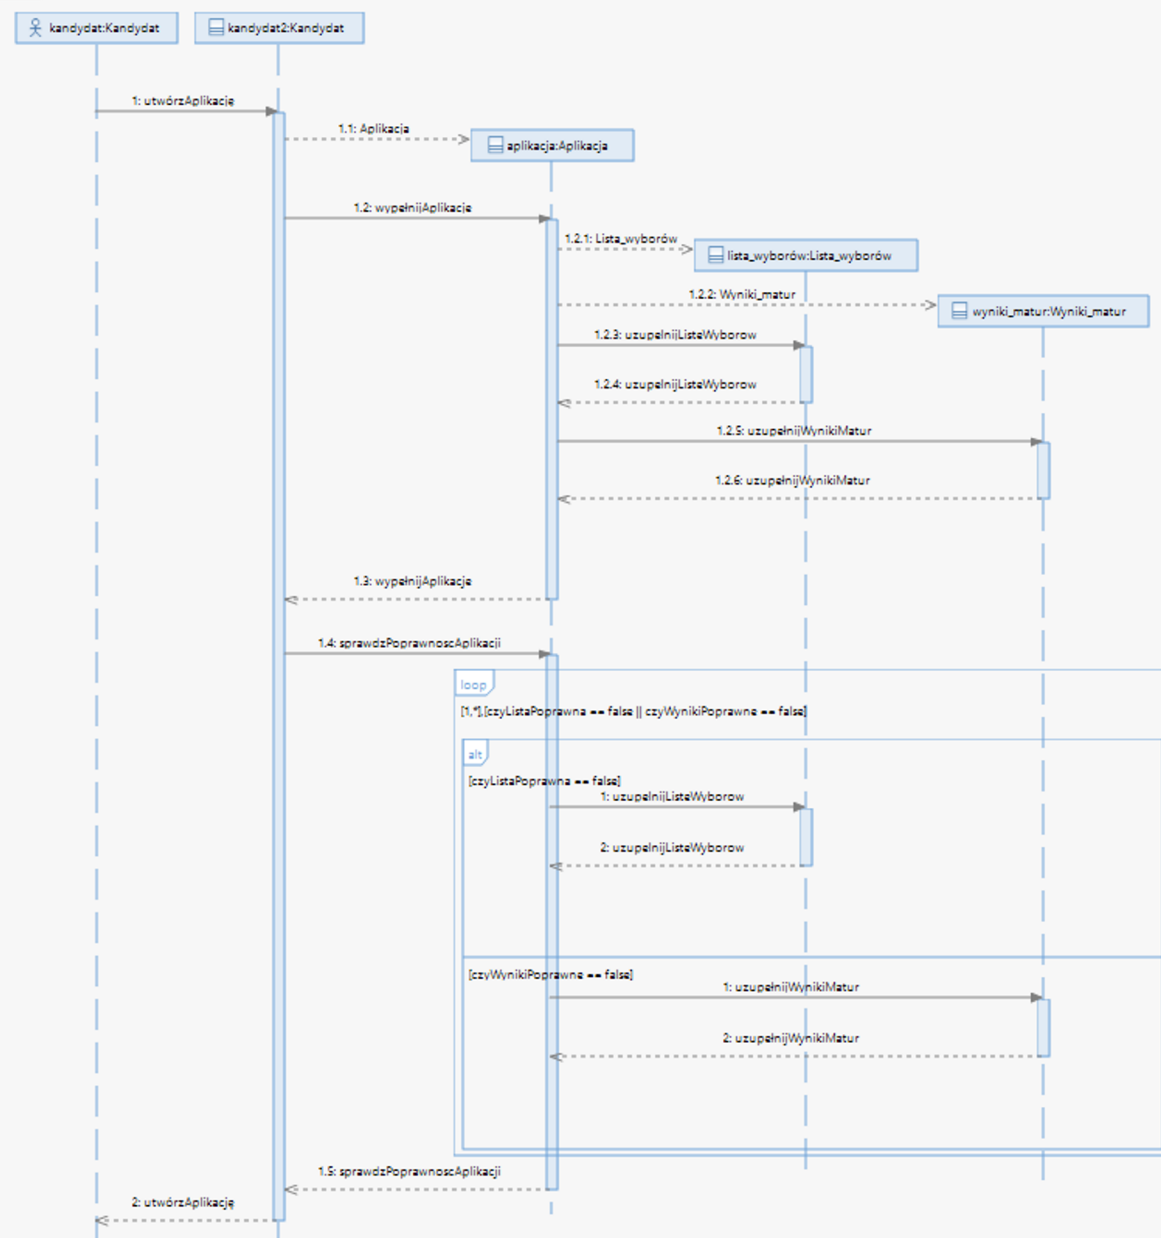 kandydat:Kandydat
kandydat2:Kandydat
1: utwórzAplikację
1.1: Aplikacja
aplikacja:Aplikacja
1.2: wypełnijAplikacje
1.2.1: Lista_wyborów
lista_wyborów:Lista_wyborów
1.2.2: Wyniki_matur
wyniki_matur:Wyniki_matur
1.2.3: uzupelnijListeWyborow
1.2.4: uzupelnijListeWyborow
1.2.5: uzupełnijWynikiMatur
1.2.6: uzupełnijWynikiMatur
1.3: wypełnijAplikacje
1.4: sprawdzPoprawnoscAplikacji
loop
[1,*],[czyListaPoprawna == false || czyWynikiPoprawne == false]
alt
[czyListaPoprawna == false]
1: uzupelnijListeWyborow
2: uzupelnijListeWyborow
[czyWynikiPoprawne == false]
1: uzupełnijWynikiMatur
2: uzupełnijWynikiMatur
1.5: sprawdzPoprawnoscAplikacji
2: utwórzAplikację